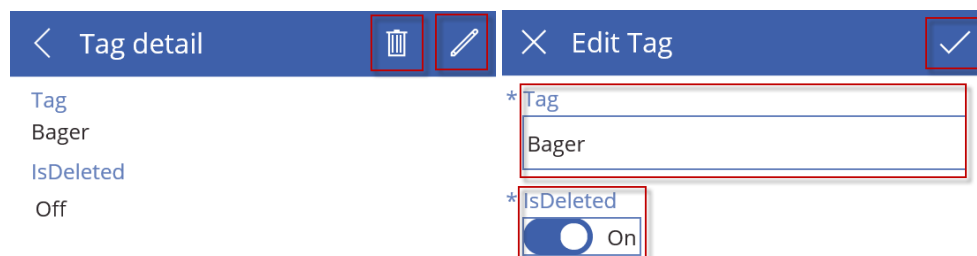 Tag detail
Tag
Bager
IsDeleted
Off
Edit Tag
* Tag
Bager
* IsDeleted
On